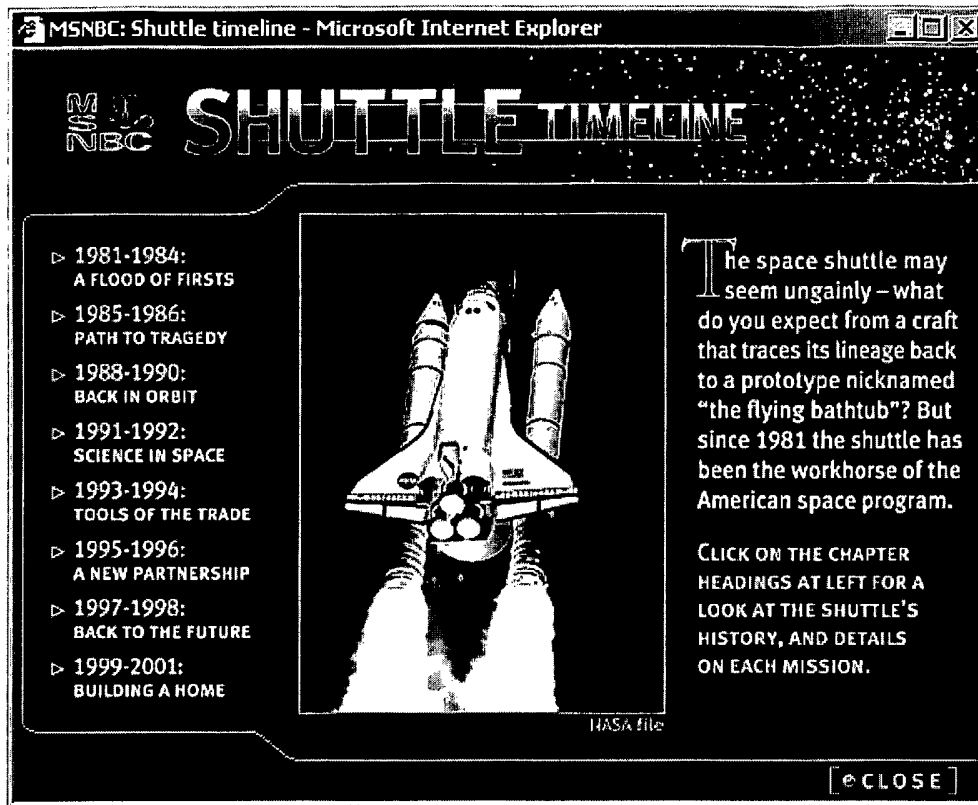 MSNBC: Shuttle timeline - Microsoft Internet Explorer
MSNBC
SHUTTLE TIMELINE
▷ 1981-1984:
A FLOOD OF FIRSTS
▷ 1985-1986:
PATH TO TRAGEDY
▷ 1988-1990:
BACK IN ORBIT
▷ 1991-1992:
SCIENCE IN SPACE
▷ 1993-1994:
TOOLS OF THE TRADE
▷ 1995-1996:
A NEW PARTNERSHIP
▷ 1997-1998:
BACK TO THE FUTURE
▷ 1999-2001:
BUILDING A HOME
NASA file
The space shuttle may
seem ungainly – what
do you expect from a craft
that traces its lineage back
to a prototype nicknamed
“the flying bathtub”? But
since 1981 the shuttle has
been the workhorse of the
American space program.
CLICK ON THE CHAPTER
HEADINGS AT LEFT FOR A
LOOK AT THE SHUTTLE'S
HISTORY, AND DETAILS
ON EACH MISSION.
[CLOSE]